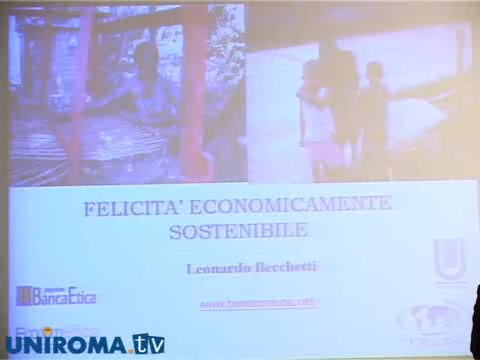 FELICITA' ECONOMICAMENTE
SOSTENIBILE
Leonardo Becchetti
BancaEtica
UNIROMA.tv